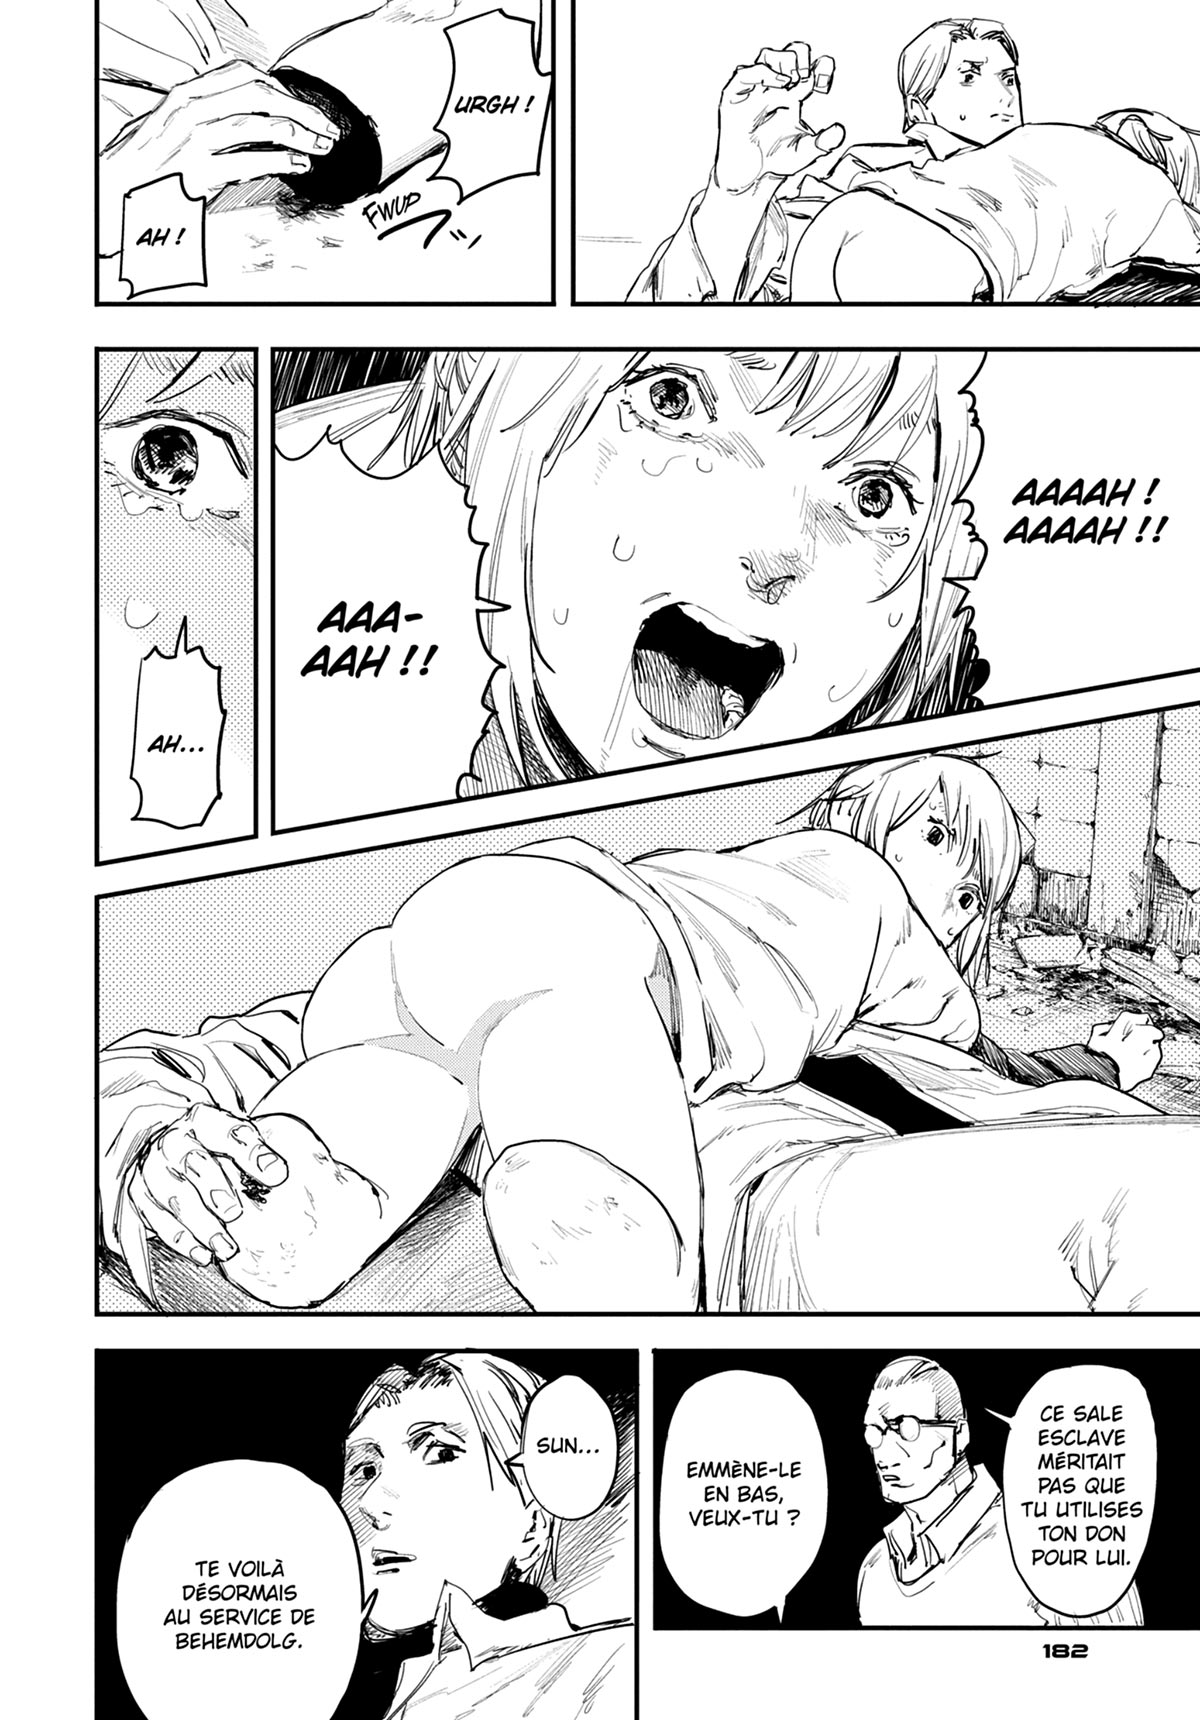 URGH !
FWUP
AH !
AAAAH !
AAAAH !!
AAA-
AAH !!
AH...
CE SALE
ESCLAVE
MÉRITAIT
PAS QUE
TU UTILISES
TON DON
POUR LUI.
EMMÈNE-LE
EN BAS,
VEUX-TU ?
SUN...
TE VOILÀ
DÉSORMAIS
AU SERVICE DE
BEHEMDOLG.
182